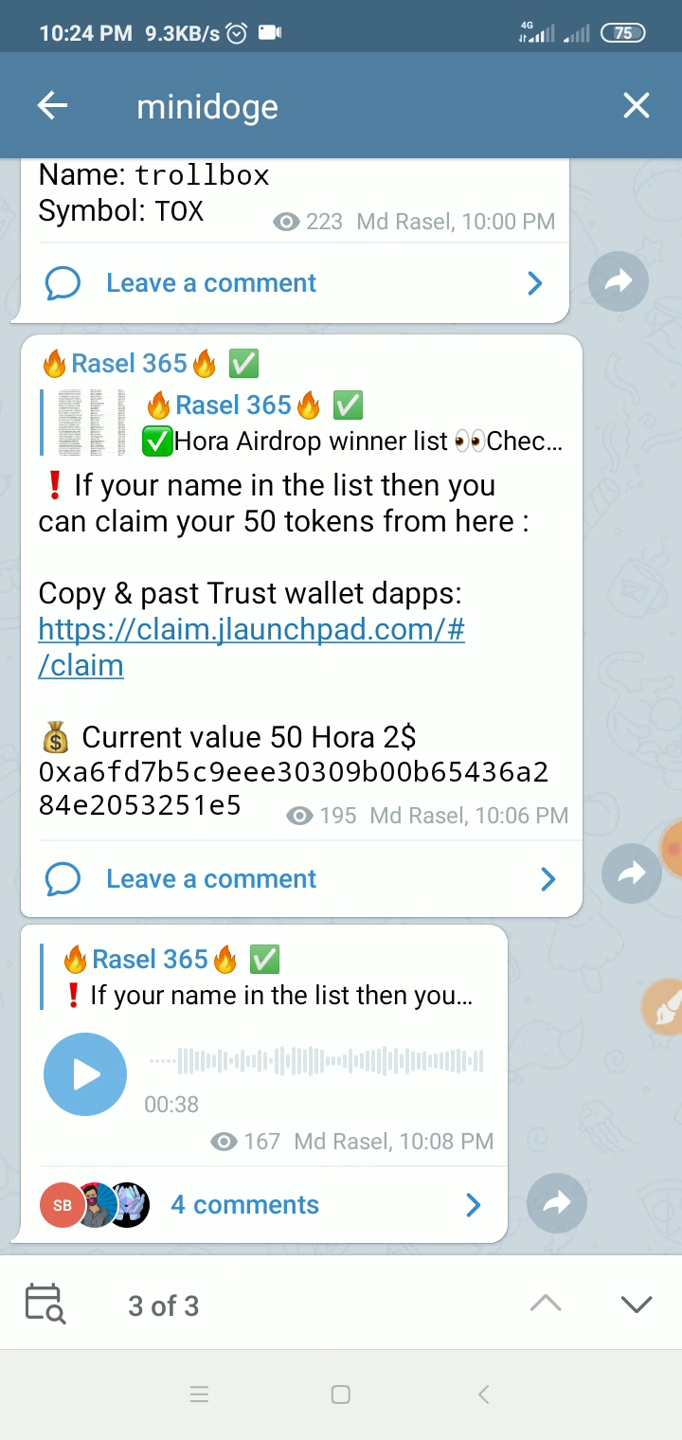 10:24 PM 9.3KB/s
4G
75
minidoge
Name: trollbox
Symbol: TOX
223 Md Rasel, 10:00 PM
Leave a comment
🔥Rasel 365🔥 ✅
🔥Rasel 365🔥 ✅
✅Hora Airdrop winner list 👀Chec...
❗If your name in the list then you
can claim your 50 tokens from here :
Copy & past Trust wallet dapps:
https://claim.jlaunchpad.com/#
/claim
💰 Current value 50 Hora 2$
0xa6fd7b5c9eee30309b00b65436a2
84e2053251e5
195 Md Rasel, 10:06 PM
Leave a comment
🔥Rasel 365🔥 ✅
❗If your name in the list then you...
00:38
167 Md Rasel, 10:08 PM
SB
4 comments
3 of 3